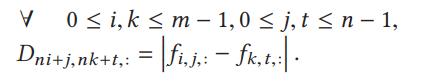 ∀ 0 ≤ i, k ≤ m − 1, 0 ≤ j, t ≤ n − 1,
D_{ni+j,nk+t,:} = |f_{i,j,:} − f_{k,t,:}| .